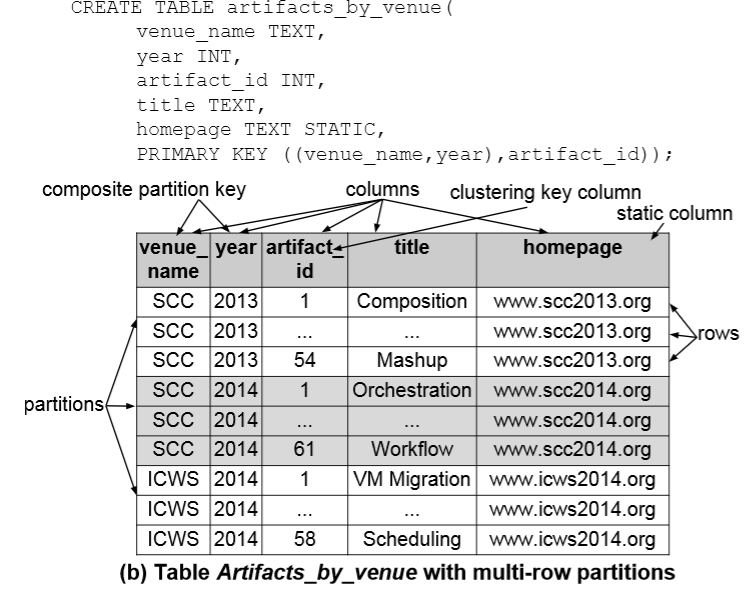 CREATE TABLE artifacts_by_venue(
venue_name TEXT,
year INT,
artifact_id INT,
title TEXT,
homepage TEXT STATIC,
PRIMARY KEY ((venue_name,year),artifact_id));
composite partition key columns clustering key column
static column
venue_ year artifact_ title homepage
name id
SCC 2013 1 Composition www.scc2013.org
SCC 2013 ... ... www.scc2013.org rows
SCC 2013 54 Mashup www.scc2013.org
SCC 2014 1 Orchestration www.scc2014.org
partitions SCC 2014 ... ... www.scc2014.org
SCC 2014 61 Workflow www.scc2014.org
ICWS 2014 1 VM Migration www.icws2014.org
ICWS 2014 ... ... www.icws2014.org
ICWS 2014 58 Scheduling www.icws2014.org
(b) Table Artifacts_by_venue with multi-row partitions